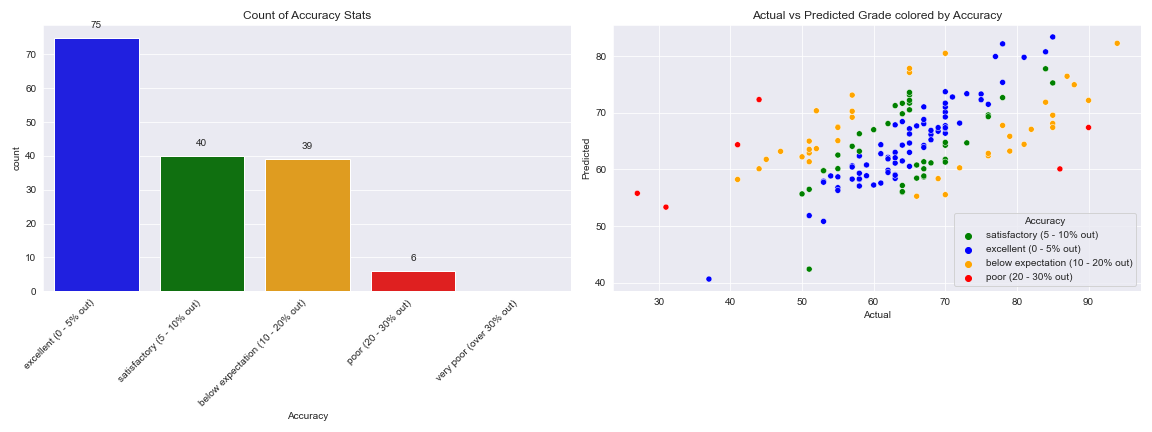 Count of Accuracy Stats
75
40
39
6
70
60
50
40
30
20
10
0
count
excellent (0 - 5% out)
satisfactory (5 - 10% out)
below expectation (10 - 20% out)
poor (20 - 30% out)
very poor (over 30% out)
Accuracy
Actual vs Predicted Grade colored by Accuracy
80
70
60
50
40
Predicted
Accuracy
satisfactory (5 - 10% out)
excellent (0 - 5% out)
below expectation (10 - 20% out)
poor (20 - 30% out)
30
40
50
60
70
80
90
Actual